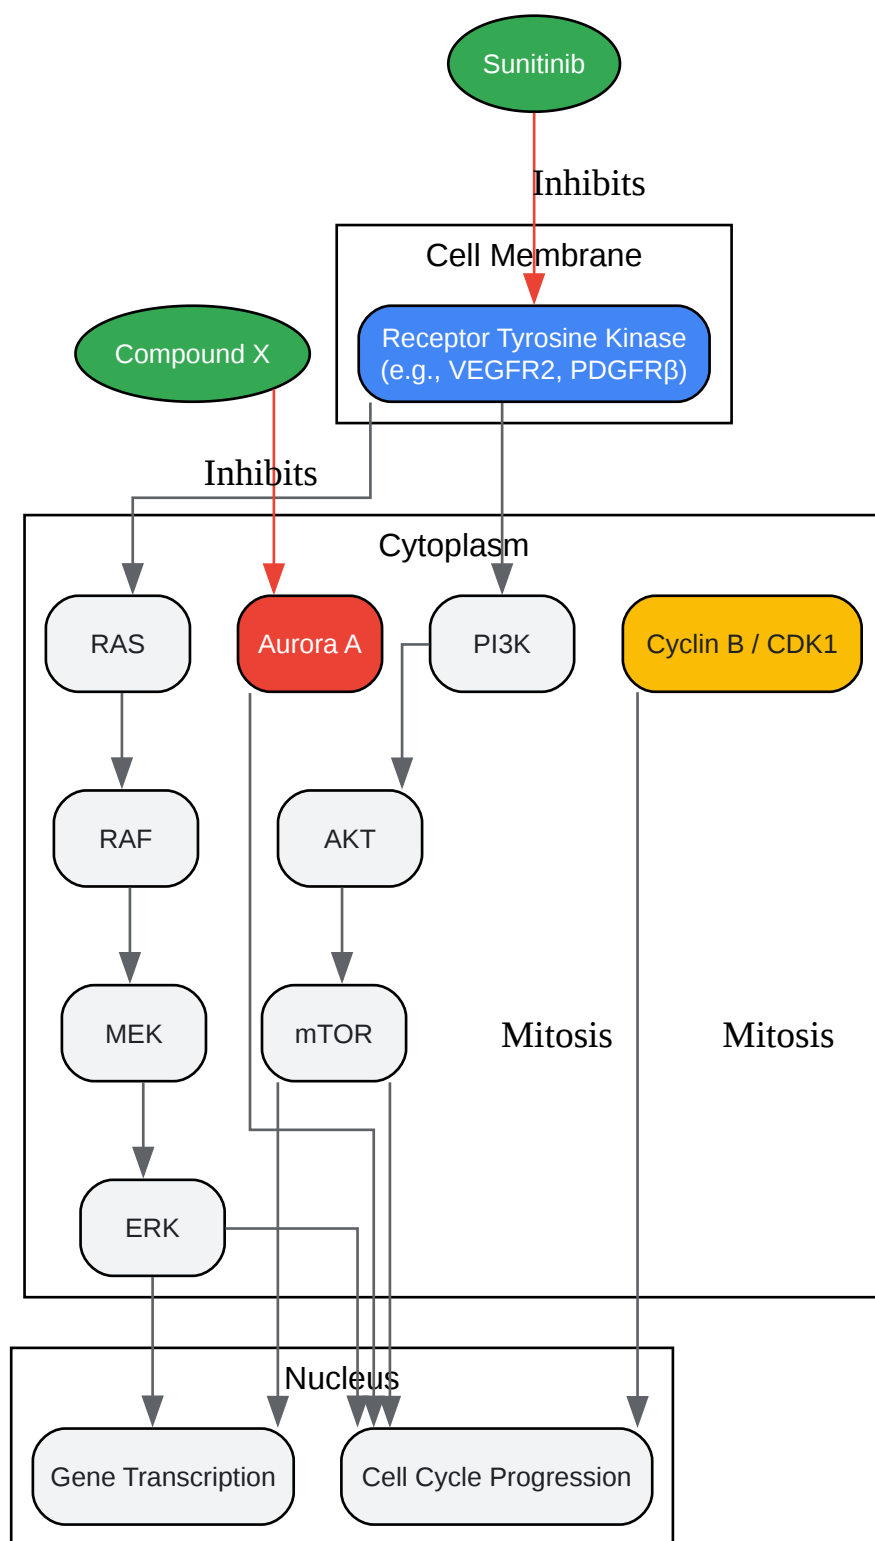 Sunitinib
Inhibits
Cell Membrane
Receptor Tyrosine Kinase
(e.g., VEGFR2, PDGFRβ)
Compound X
Inhibits
Cytoplasm
RAS
Aurora A
PI3K
Cyclin B / CDK1
RAF
AKT
MEK
mTOR
Mitosis
Mitosis
ERK
Nucleus
Gene Transcription
Cell Cycle Progression